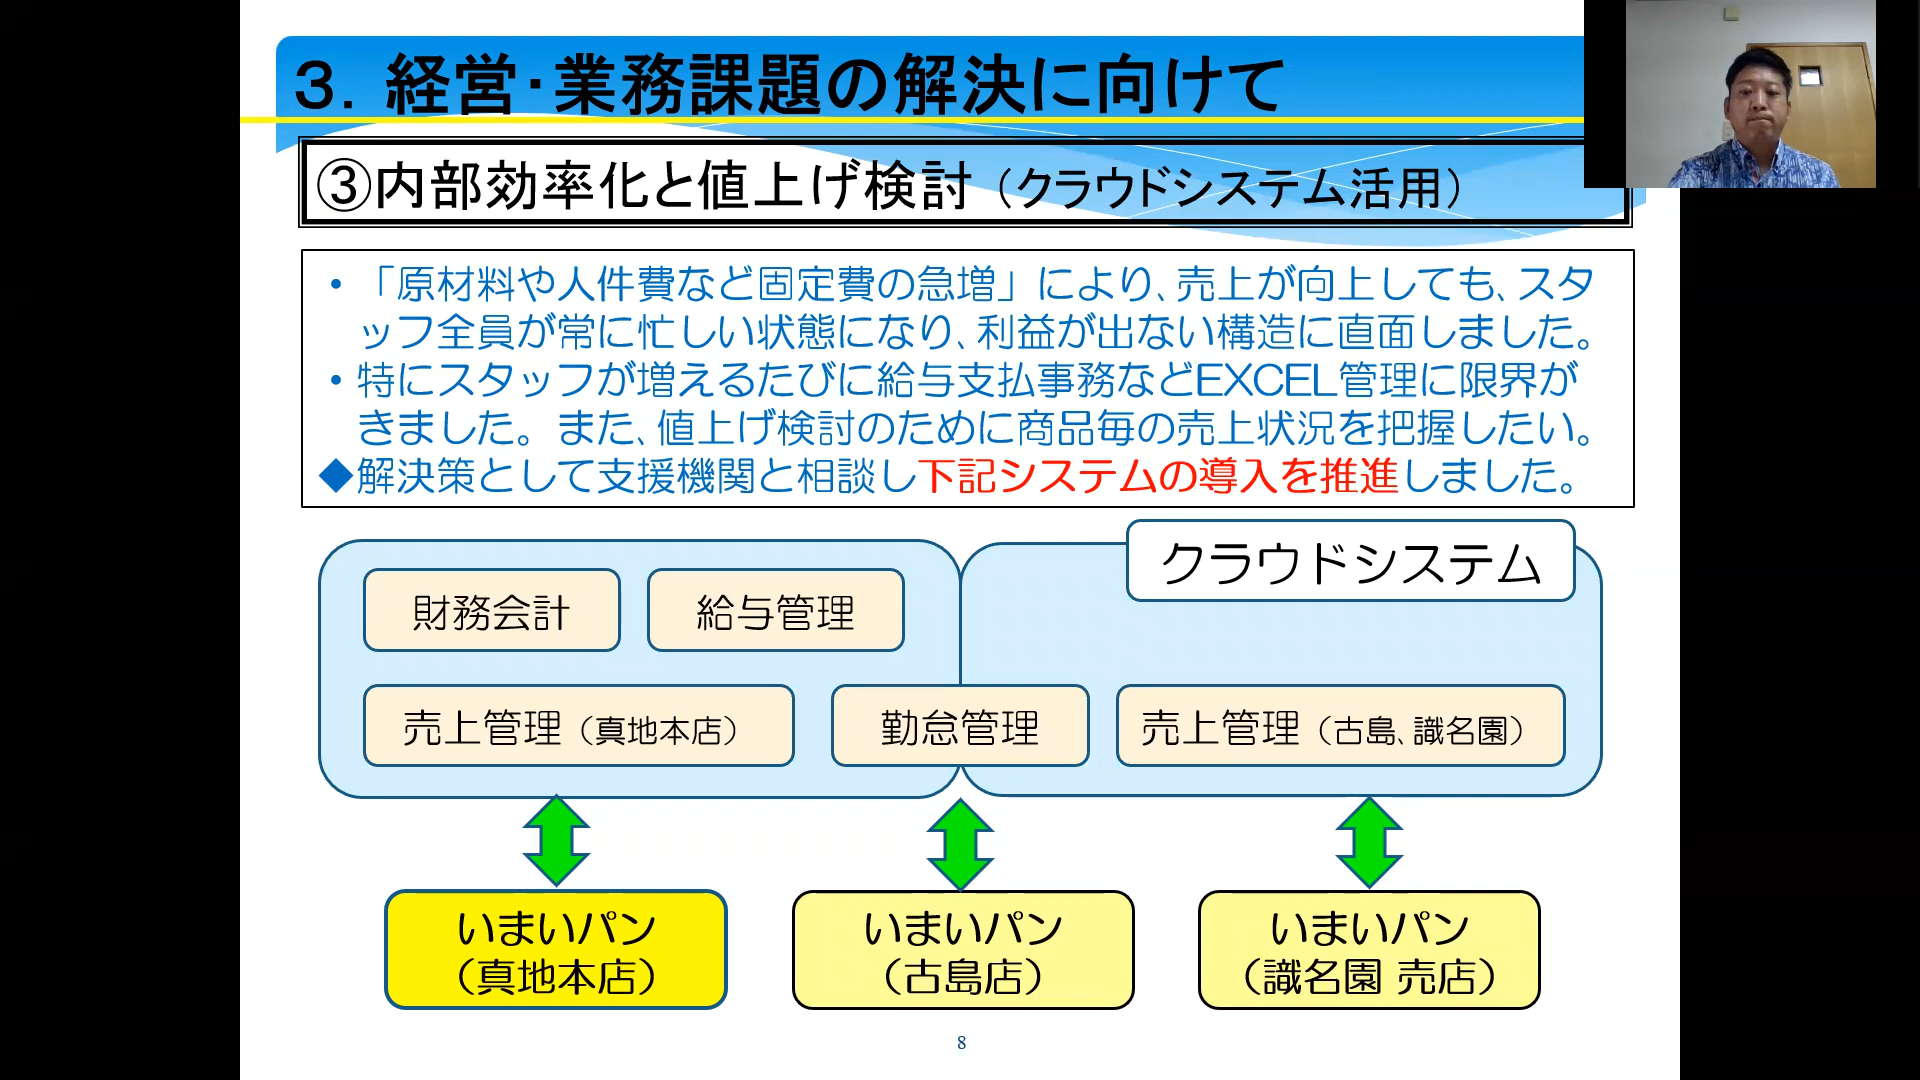 ３．経営・業務課題の解決に向けて
③内部効率化と値上げ検討（クラウドシステム活用）
・「原材料や人件費など固定費の急増」により、売上が向上しても、スタ
ッフ全員が常に忙しい状態になり、利益が出ない構造に直面しました。
・特にスタッフが増えるたびに給与支払事務などEXCEL管理に限界が
きました。また、値上げ検討のために商品毎の売上状況を把握したい。
◆解決策として支援機関と相談し下記システムの導入を推進しました。
クラウドシステム
財務会計
給与管理
売上管理（真地本店）
勤怠管理
売上管理（古島、識名園）
いまいパン
（真地本店）
いまいパン
（古島店）
いまいパン
（識名園 売店）
8